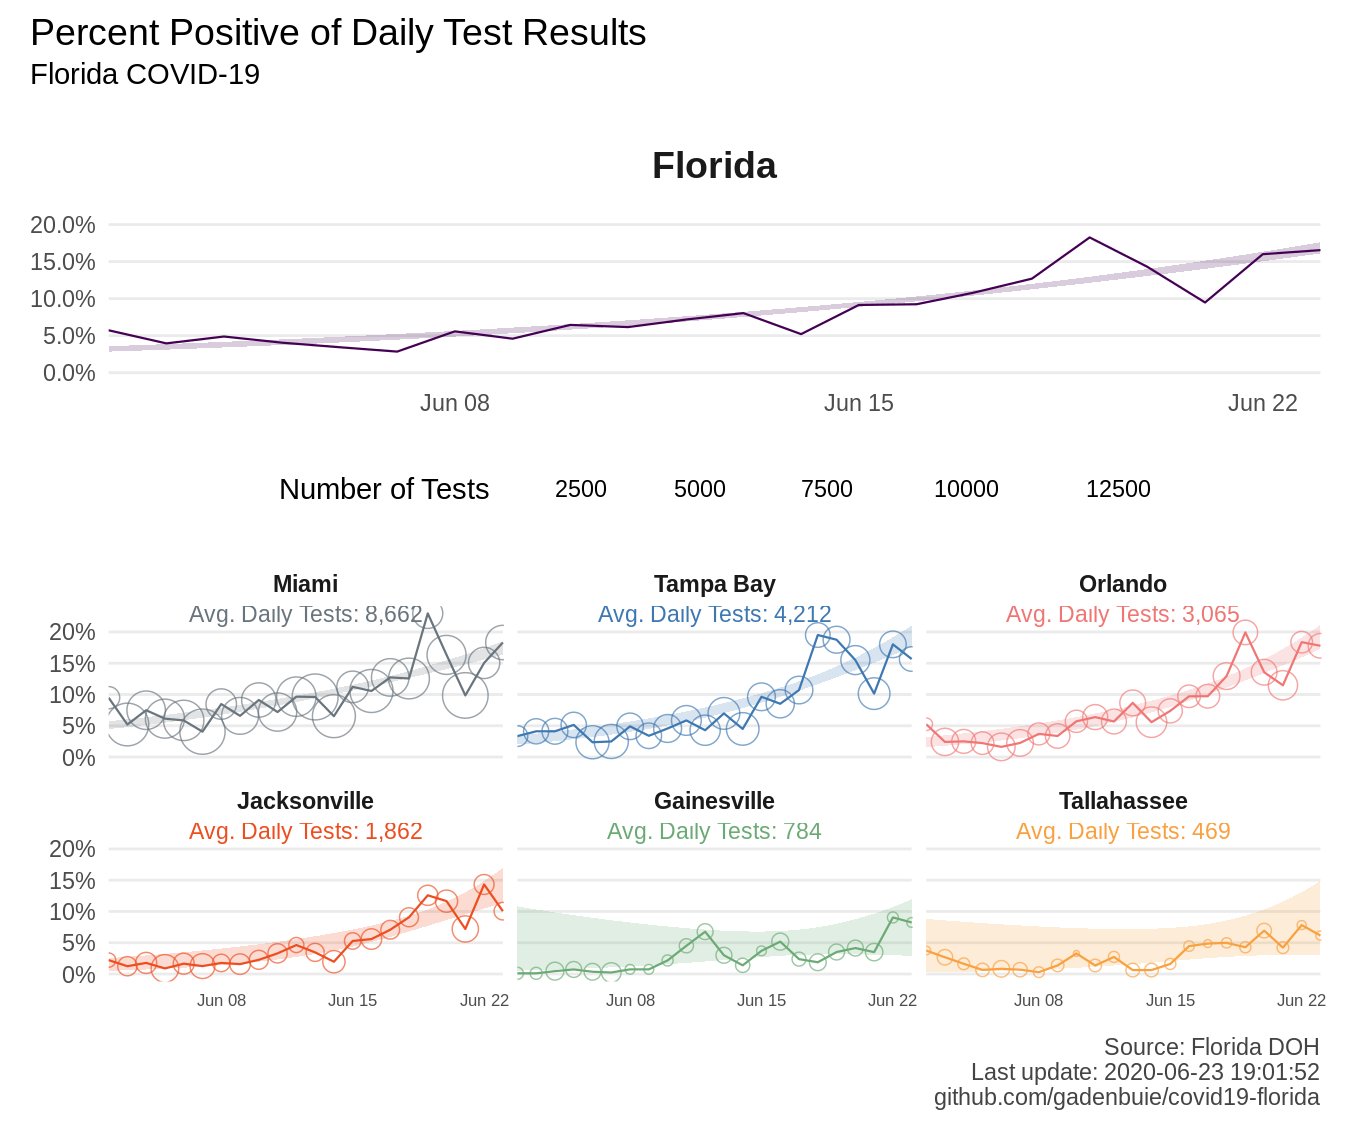 Percent Positive of Daily Test Results
Florida COVID-19
Florida
20.0%
15.0%
10.0%
5.0%
0.0%
Jun 08 Jun 15 Jun 22
Number of Tests 2500 5000 7500 10000 12500
Miami Tampa Bay Orlando
Avg. Daily Tests: 8,662 Avg. Daily Tests: 4,212 Avg. Daily Tests: 3,065
20%
15%
10%
5%
0%
Jacksonville Gainesville Tallahassee
Avg. Daily Tests: 1,862 Avg. Daily Tests: 784 Avg. Daily Tests: 469
20%
15%
10%
5%
0%
Jun 08 Jun 15 Jun 22 Jun 08 Jun 15 Jun 22 Jun 08 Jun 15 Jun 22
Source: Florida DOH
Last update: 2020-06-23 19:01:52
github.com/gadenbuie/covid19-florida